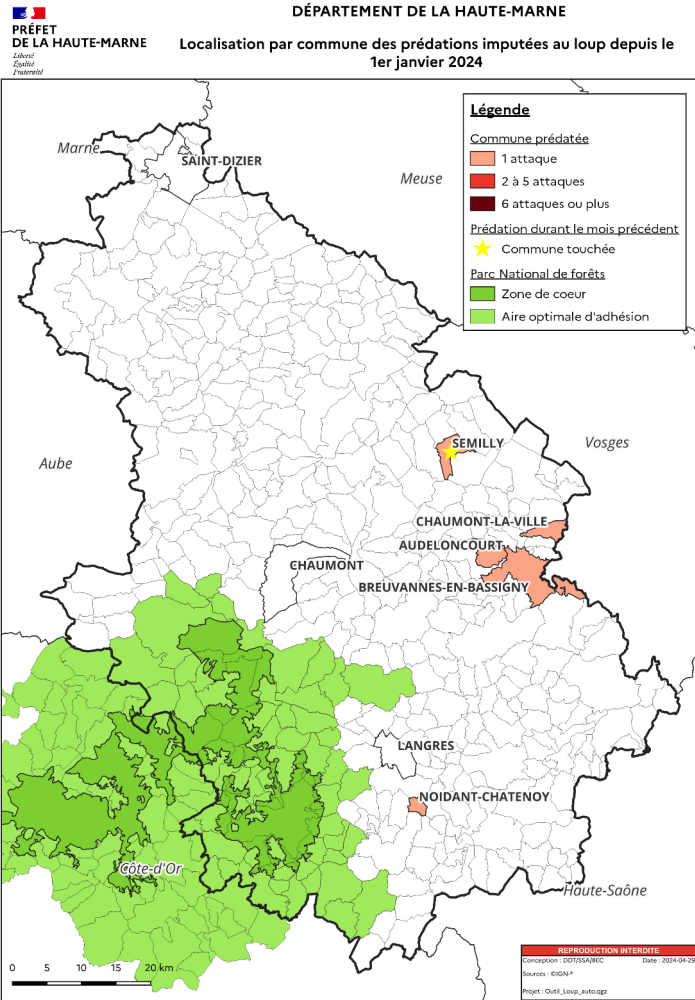 PRÉFET
DE LA HAUTE-MARNE
Liberté
Égalité
Fraternité
DÉPARTEMENT DE LA HAUTE-MARNE
Localisation par commune des prédations imputées au loup depuis le
1er janvier 2024
Légende
Commune prédatée
1 attaque
2 à 5 attaques
6 attaques ou plus
Prédation durant le mois précédent
Commune touchée
Parc National de forêts
Zone de coeur
Aire optimale d'adhésion
Marne
SAINT-DIZIER
Meuse
SEMILLY
Vosges
Aube
CHAUMONT-LA-VILLE
AUDELONCOURT
CHAUMONT
BREUVANNES-EN-BASSIGNY
LANGRES
NOIDANT-CHATENOY
Côte-d'Or
Haute-Saône
0 5 10 15 20 km
REPRODUCTION INTERDITE
Conception : DDT/SSA/BEC Date : 2024-04-29
Sources : ©IGN-®
Projet : Outil_Loup_auto.qgz